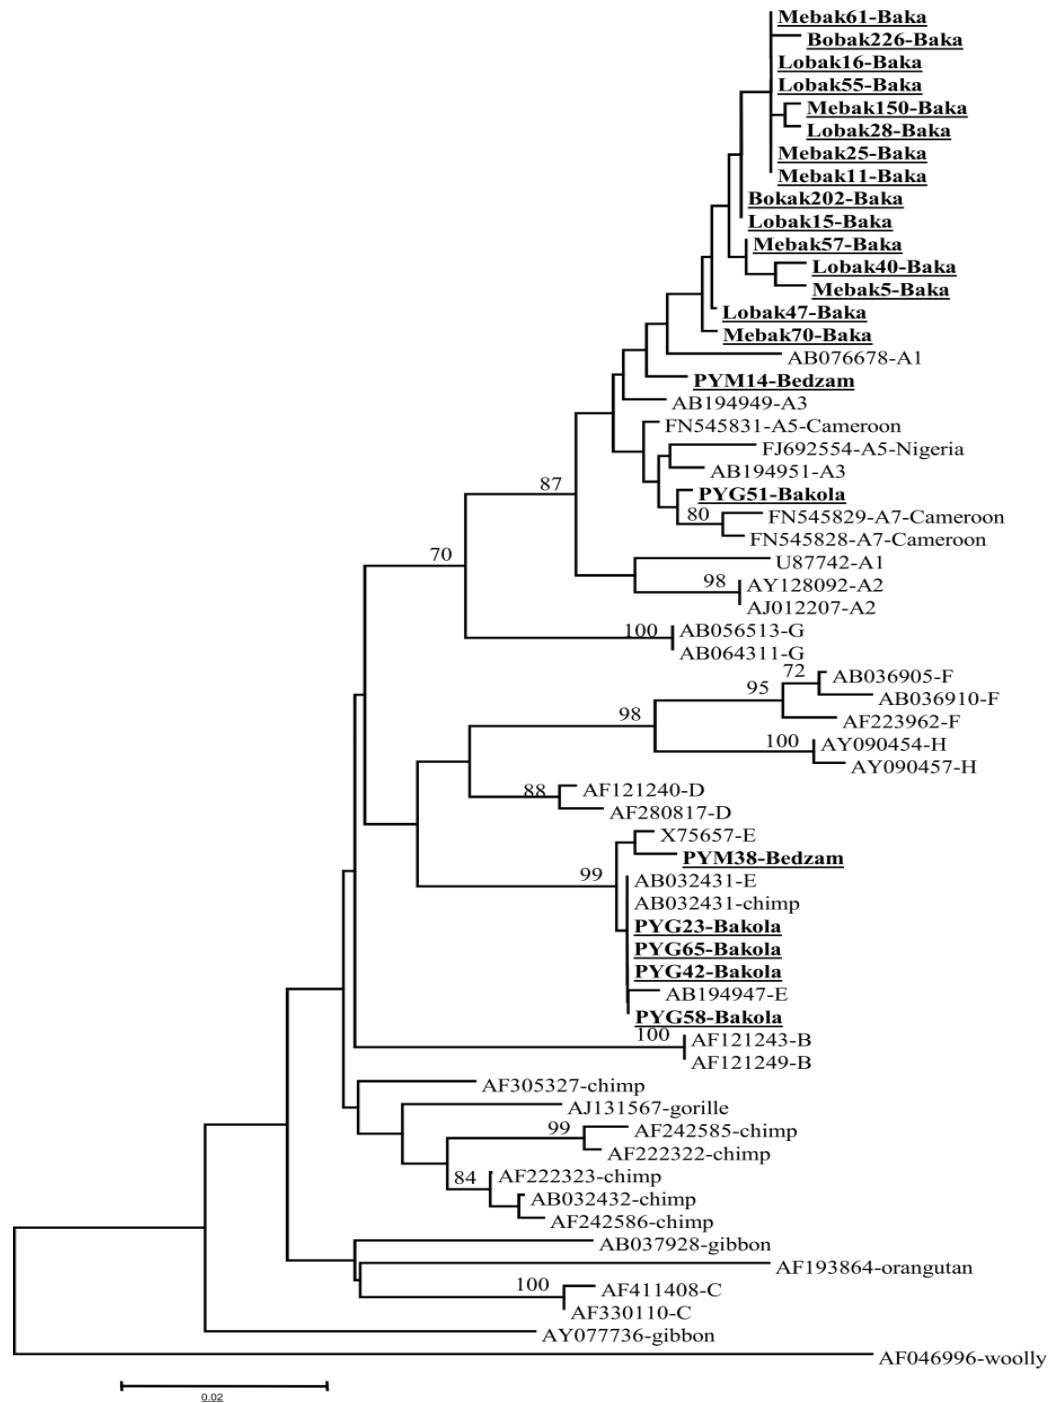 Mebak61-Baka
Bobak226-Baka
Lobak16-Baka
Lobak55-Baka
Mebak150-Baka
Lobak28-Baka
Mebak25-Baka
Mebak11-Baka
Bokak202-Baka
Lobak15-Baka
Mebak57-Baka
Lobak40-Baka
Mebak5-Baka
Lobak47-Baka
Mebak70-Baka
AB076678-A1
PYM14-Bedzam
AB194949-A3
FN545831-A5-Cameroon
FJ692554-A5-Nigeria
AB194951-A3
87
PYG51-Bakola
80
FN545829-A7-Cameroon
FN545828-A7-Cameroon
70
U87742-A1
98
AY128092-A2
AJ012207-A2
100
AB056513-G
AB064311-G
72
AB036905-F
95
AB036910-F
98
AF223962-F
100
AY090454-H
AY090457-H
88
AF121240-D
AF280817-D
X75657-E
PYM38-Bedzam
99
AB032431-E
AB032431-chimp
PYG23-Bakola
PYG65-Bakola
PYG42-Bakola
AB194947-E
PYG58-Bakola
100
AF121243-B
AF121249-B
AF305327-chimp
AJ131567-gorille
99
AF242585-chimp
AF222322-chimp
84
AF222323-chimp
AB032432-chimp
AF242586-chimp
AB037928-gibbon
AF193864-orangutan
100
AF411408-C
AF330110-C
AY077736-gibbon
AF046996-woolly
0.02